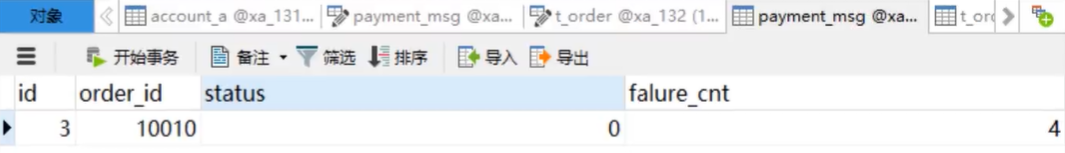 对象 account_a @xa_131... payment_msg @xa... t_order @xa_132 (1... payment_msg @xa...
开始事务 备注 筛选 排序 导入 导出
id order_id status falure_cnt
3 10010 0 4